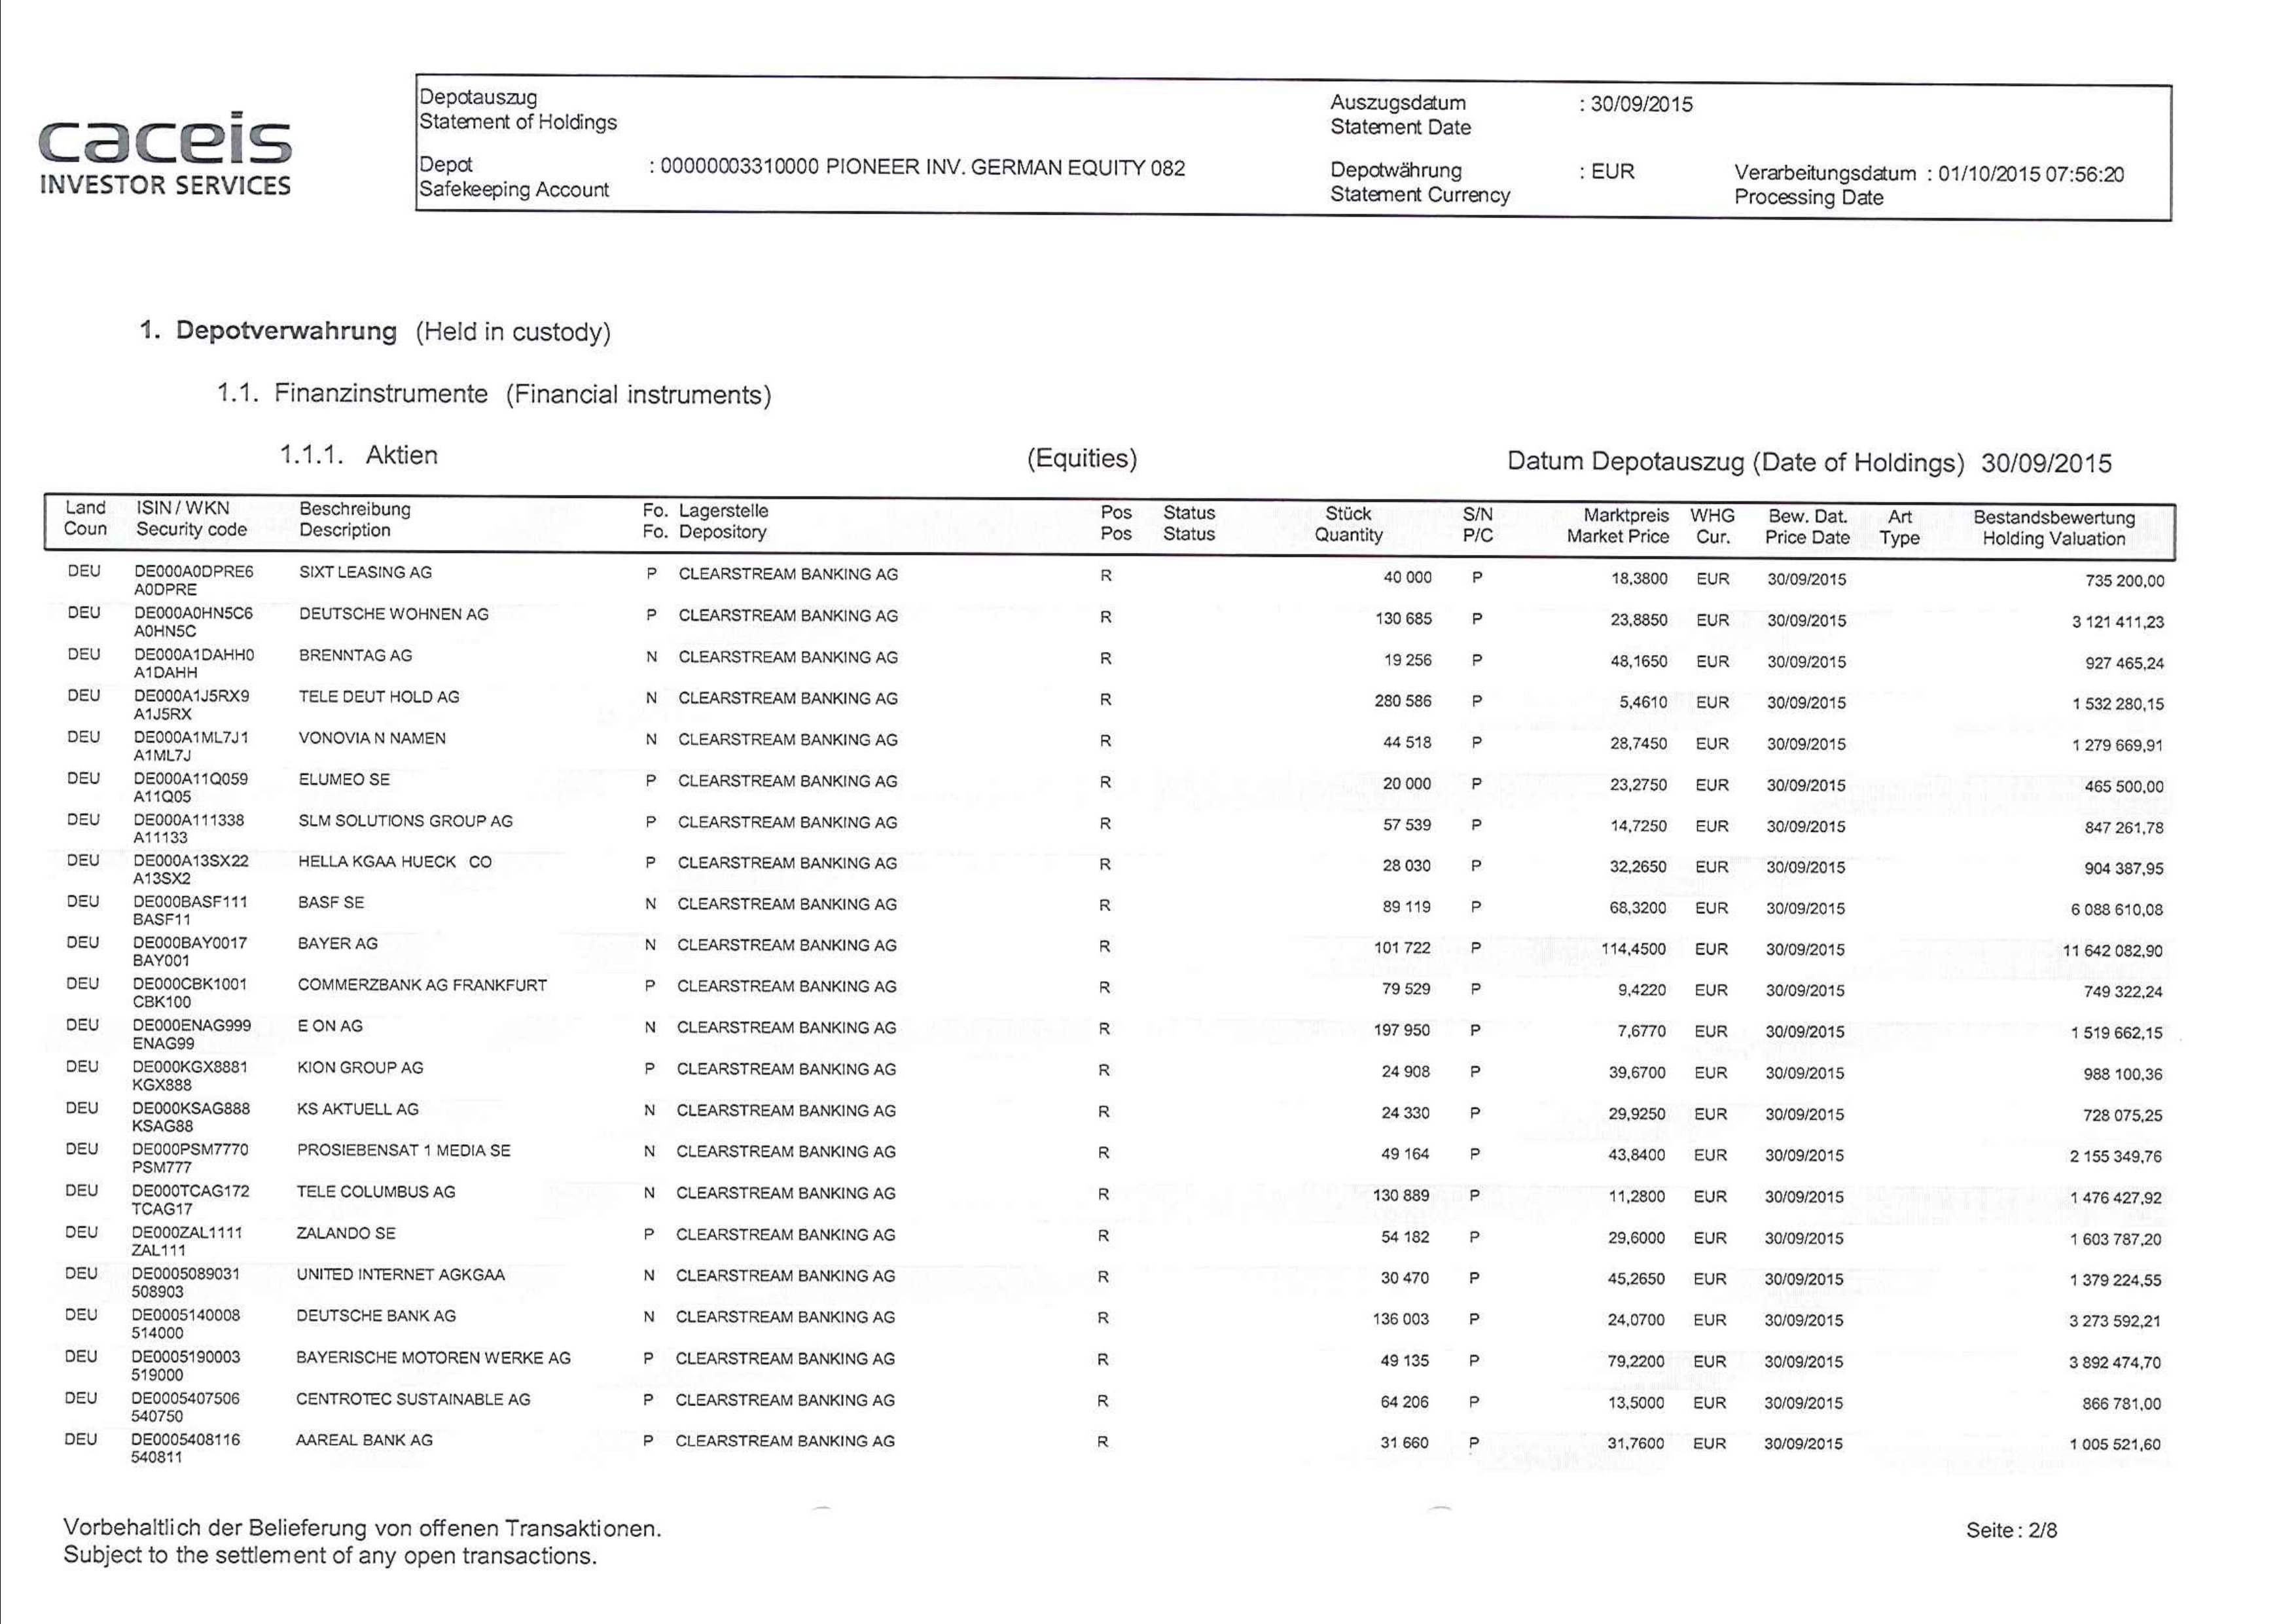 caceis
INVESTOR SERVICES
Depotauszug
Statement of Holdings
Auszugsdatum : 30/09/2015
Statement Date
Depot : 00000003310000 PIONEER INV. GERMAN EQUITY 082
Safekeeping Account
Depotwährung : EUR
Statement Currency
Verarbeitungsdatum : 01/10/2015 07:56:20
Processing Date
1. Depotverwahrung (Held in custody)
1.1. Finanzinstrumente (Financial instruments)
1.1.1. Aktien (Equities) Datum Depotauszug (Date of Holdings) 30/09/2015
Land ISIN / WKN Beschreibung Fo. Lagerstelle Pos Status Stück S/N Marktpreis WHG Bew. Dat. Art Bestandsbewertung
Coun Security code Description Fo. Depository Pos Status Quantity P/C Market Price Cur. Price Date Type Holding Valuation
DEU DE000A0DPRE6 SIXT LEASING AG P CLEARSTREAM BANKING AG R 40 000 P 18,3800 EUR 30/09/2015 735 200,00
A0DPRE
DEU DE000A0HN5C6 DEUTSCHE WOHNEN AG P CLEARSTREAM BANKING AG R 130 685 P 23,8850 EUR 30/09/2015 3 121 411,23
A0HN5C
DEU DE000A1DAHH0 BRENNTAG AG N CLEARSTREAM BANKING AG R 19 256 P 48,1650 EUR 30/09/2015 927 465,24
A1DAHH
DEU DE000A1J5RX9 TELE DEUT HOLD AG N CLEARSTREAM BANKING AG R 280 586 P 5,4610 EUR 30/09/2015 1 532 280,15
A1J5RX
DEU DE000A1ML7J1 VONOVIA N NAMEN N CLEARSTREAM BANKING AG R 44 518 P 28,7450 EUR 30/09/2015 1 279 669,91
A1ML7J
DEU DE000A11Q059 ELUMEO SE P CLEARSTREAM BANKING AG R 20 000 P 23,2750 EUR 30/09/2015 465 500,00
A11Q05
DEU DE000A111338 SLM SOLUTIONS GROUP AG P CLEARSTREAM BANKING AG R 57 539 P 14,7250 EUR 30/09/2015 847 261,78
A11133
DEU DE000A13SX22 HELLA KGAA HUECK CO P CLEARSTREAM BANKING AG R 28 030 P 32,2650 EUR 30/09/2015 904 387,95
A13SX2
DEU DE000BASF111 BASF SE N CLEARSTREAM BANKING AG R 89 119 P 68,3200 EUR 30/09/2015 6 088 610,08
BASF11
DEU DE000BAY0017 BAYER AG N CLEARSTREAM BANKING AG R 101 722 P 114,4500 EUR 30/09/2015 11 642 082,90
BAY001
DEU DE000CBK1001 COMMERZBANK AG FRANKFURT P CLEARSTREAM BANKING AG R 79 529 P 9,4220 EUR 30/09/2015 749 322,24
CBK100
DEU DE000ENAG999 E ON AG N CLEARSTREAM BANKING AG R 197 950 P 7,6770 EUR 30/09/2015 1 519 662,15
ENAG99
DEU DE000KGX8881 KION GROUP AG P CLEARSTREAM BANKING AG R 24 908 P 39,6700 EUR 30/09/2015 988 100,36
KGX888
DEU DE000KSAG888 KS AKTUELL AG N CLEARSTREAM BANKING AG R 24 330 P 29,9250 EUR 30/09/2015 728 075,25
KSAG88
DEU DE000PSM7770 PROSIEBENSAT 1 MEDIA SE N CLEARSTREAM BANKING AG R 49 164 P 43,8400 EUR 30/09/2015 2 155 349,76
PSM777
DEU DE000TCAG172 TELE COLUMBUS AG N CLEARSTREAM BANKING AG R 130 889 P 11,2800 EUR 30/09/2015 1 476 427,92
TCAG17
DEU DE000ZAL1111 ZALANDO SE P CLEARSTREAM BANKING AG R 54 182 P 29,6000 EUR 30/09/2015 1 603 787,20
ZAL111
DEU DE0005089031 UNITED INTERNET AGKGAA N CLEARSTREAM BANKING AG R 30 470 P 45,2650 EUR 30/09/2015 1 379 224,55
508903
DEU DE0005140008 DEUTSCHE BANK AG N CLEARSTREAM BANKING AG R 136 003 P 24,0700 EUR 30/09/2015 3 273 592,21
514000
DEU DE0005190003 BAYERISCHE MOTOREN WERKE AG P CLEARSTREAM BANKING AG R 49 135 P 79,2200 EUR 30/09/2015 3 892 474,70
519000
DEU DE0005407506 CENTROTEC SUSTAINABLE AG P CLEARSTREAM BANKING AG R 64 206 P 13,5000 EUR 30/09/2015 866 781,00
540750
DEU DE0005408116 AAREAL BANK AG P CLEARSTREAM BANKING AG R 31 660 P 31,7600 EUR 30/09/2015 1 005 521,60
540811
Vorbehaltlich der Belieferung von offenen Transaktionen.
Subject to the settlement of any open transactions.
Seite : 2/8